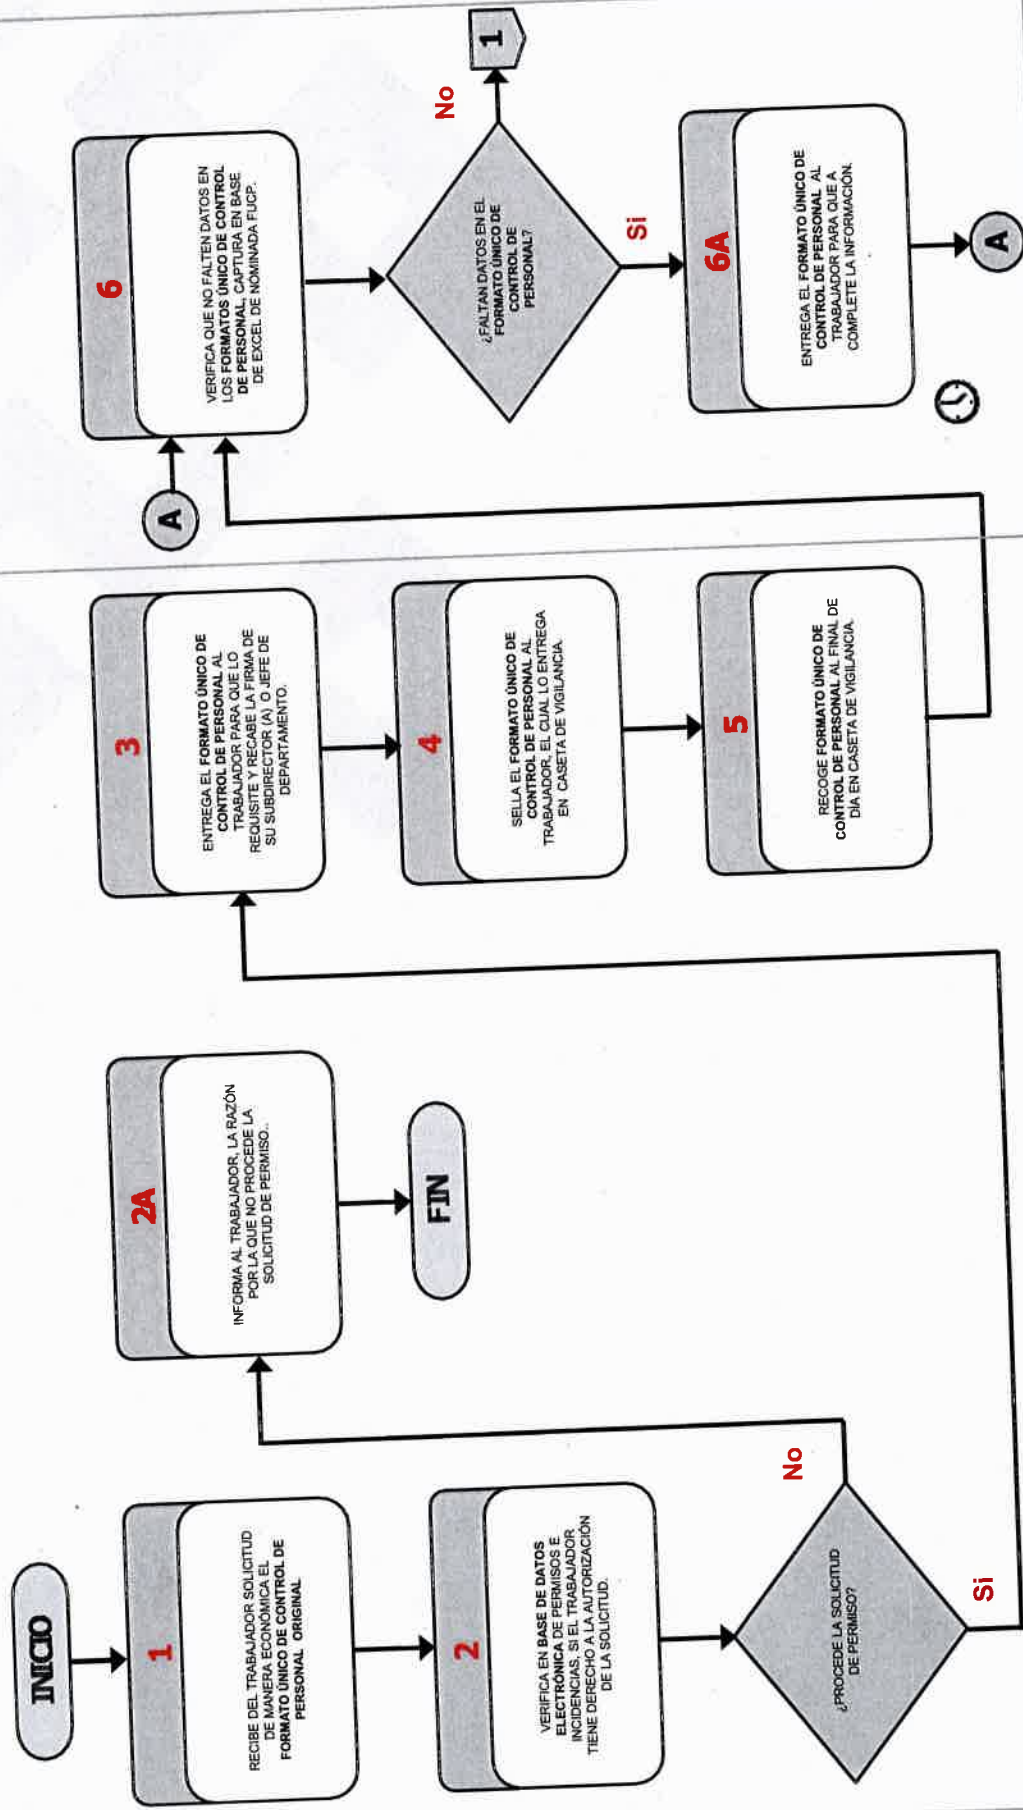 INICIO
1
RECIBE DEL TRABAJADOR SOLICITUD
DE MANERA ECONÓMICA EL
FORMATO ÚNICO DE CONTROL DE
PERSONAL ORIGINAL
2
VERIFICA EN BASE DE DATOS
ELECTRÓNICA DE PERMISOS E
INCIDENCIAS, SI EL TRABAJADOR
TIENE DERECHO A LA AUTORIZACIÓN
DE LA SOLICITUD.
¿PROCEDE LA SOLICITUD
DE PERMISO?
No
Si
2A
INFORMA AL TRABAJADOR, LA RAZÓN
POR LA QUE NO PROCEDE LA
SOLICITUD DE PERMISO..
FIN
3
ENTREGA EL FORMATO ÚNICO DE
CONTROL DE PERSONAL AL
TRABAJADOR PARA QUE LO
REQUISITE Y RECABE LA FIRMA DE
SU SUBDIRECTOR (A) O JEFE DE
DEPARTAMENTO.
4
SELLA EL FORMATO ÚNICO DE
CONTROL DE PERSONAL AL
TRABAJADOR, EL CUAL LO ENTREGA
EN CASETA DE VIGILANCIA.
5
RECOGE FORMATO ÚNICO DE
CONTROL DE PERSONAL AL FINAL DE
DÍA EN CASETA DE VIGILANCIA.
A
6
VERIFICA QUE NO FALTEN DATOS EN
LOS FORMATOS ÚNICO DE CONTROL
DE PERSONAL, CAPTURA EN BASE
DE EXCEL DE NOMINADA FUCP.
¿FALTAN DATOS EN EL
FORMATO ÚNICO DE
CONTROL DE
PERSONAL?
No
1
Si
6A
ENTREGA EL FORMATO ÚNICO DE
CONTROL DE PERSONAL AL
TRABAJADOR PARA QUE A
COMPLETE LA INFORMACIÓN.
A